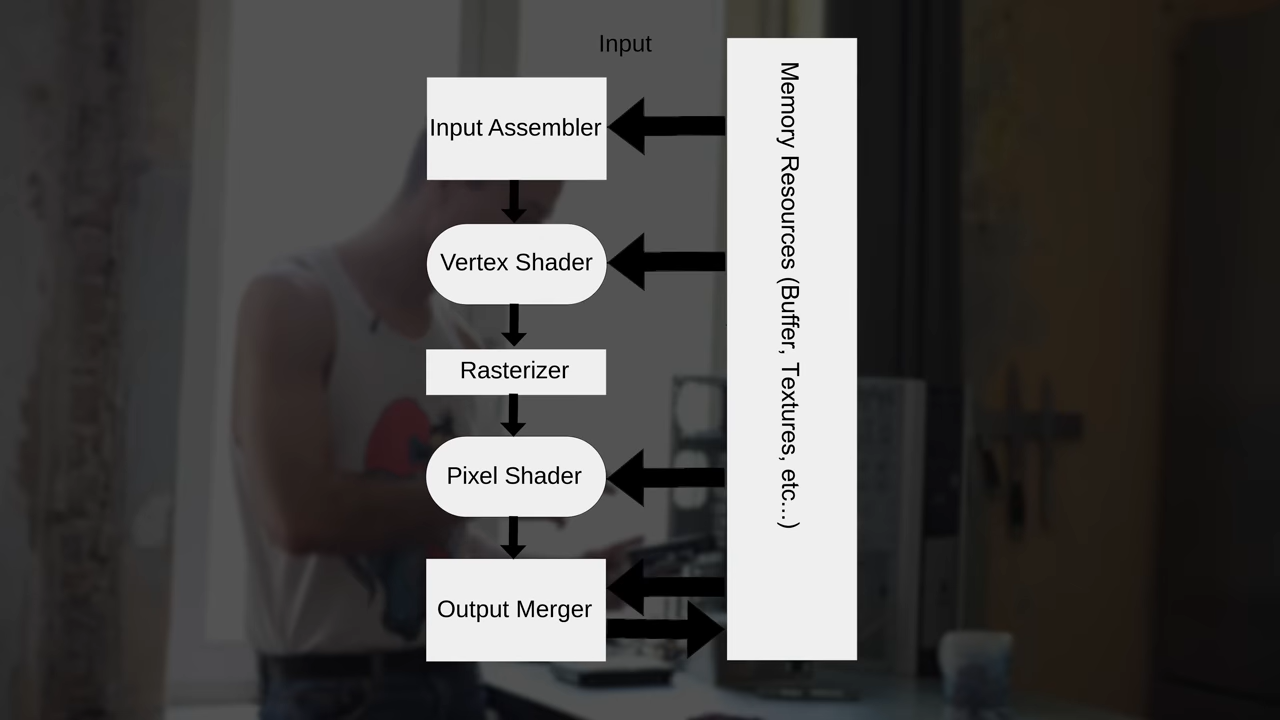 Input
Input Assembler
Vertex Shader
Rasterizer
Pixel Shader
Output Merger
Memory Resources (Buffer, Textures, etc...)